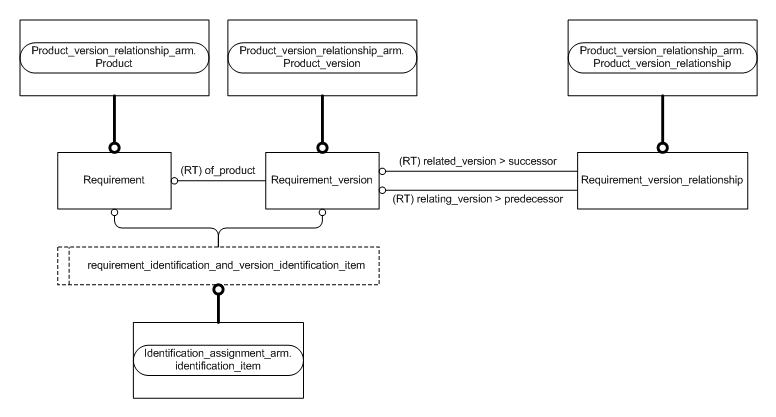 Product_version_relationship_arm.
Product
Product_version_relationship_arm.
Product_version
Product_version_relationship_arm.
Product_version_relationship
Requirement
(RT) of_product
Requirement_version
(RT) related_version > successor
(RT) relating_version > predecessor
Requirement_version_relationship
requirement_identification_and_version_identification_item
Identification_assignment_arm.
identification_item